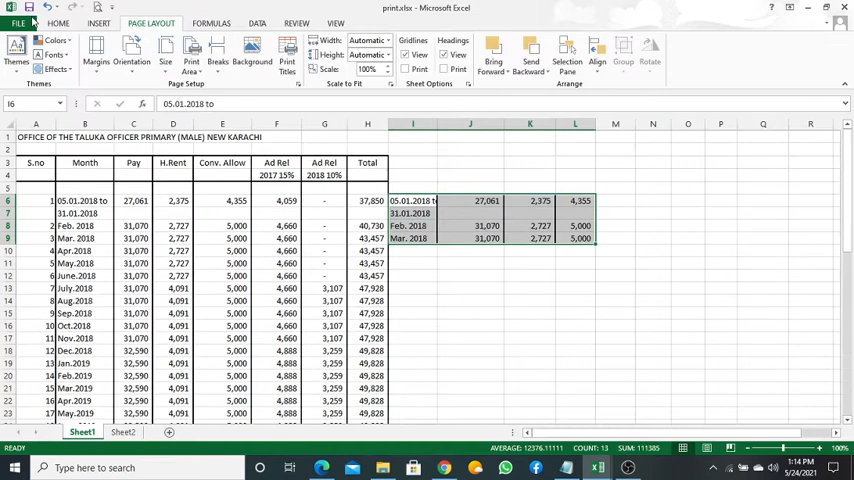 print.xlsx - Microsoft Excel
FILE HOME INSERT PAGE LAYOUT FORMULAS DATA REVIEW VIEW
Themes Colors Fonts Effects Margins Orientation Size Print Area Breaks Background Print Titles Width: Automatic Height: Automatic Scale: 100% Gridlines View Print Headings View Print Bring Forward Send Backward Selection Pane Align Group Rotate
Themes Page Setup Scale to Fit Sheet Options Arrange
I6 fx 05.01.2018 to
A B C D E F G H I J K L M N O P Q R
1 OFFICE OF THE TALUKA OFFICER PRIMARY (MALE) NEW KARACHI
2
3 S.no Month Pay H.Rent Conv. Allow Ad Rel Ad Rel Total
4 2017 15% 2018 10%
5
6 1 05.01.2018 to 27,061 2,375 4,355 4,059 - 37,850 05.01.2018 to 27,061 2,375 4,355
7 31.01.2018 31.01.2018
8 2 Feb. 2018 31,070 2,727 5,000 4,660 - 40,730 Feb. 2018 31,070 2,727 5,000
9 3 Mar. 2018 31,070 2,727 5,000 4,660 - 43,457 Mar. 2018 31,070 2,727 5,000
10 4 Apr.2018 31,070 2,727 5,000 4,660 - 43,457
11 5 May.2018 31,070 2,727 5,000 4,660 - 43,457
12 6 June.2018 31,070 2,727 5,000 4,660 - 43,457
13 7 July.2018 31,070 4,091 5,000 4,660 3,107 47,928
14 8 Aug.2018 31,070 4,091 5,000 4,660 3,107 47,928
15 9 Sep.2018 31,070 4,091 5,000 4,660 3,107 47,928
16 10 Oct.2018 31,070 4,091 5,000 4,660 3,107 47,928
17 11 Nov.2018 31,070 4,091 5,000 4,660 3,107 47,928
18 12 Dec.2018 32,590 4,091 5,000 4,888 3,259 49,828
19 13 Jan.2019 32,590 4,091 5,000 4,888 3,259 49,828
20 14 Feb.2019 32,590 4,091 5,000 4,888 3,259 49,828
21 15 Mar.2019 32,590 4,091 5,000 4,888 3,259 49,828
22 16 Apr.2019 32,590 4,091 5,000 4,888 3,259 49,828
23 17 May.2019 32,590 4,091 5,000 4,888 3,259 49,828
Sheet1 Sheet2
READY AVERAGE: 12376.11111 COUNT: 13 SUM: 111385 100%
Type here to search 1:14 PM
5/24/2021